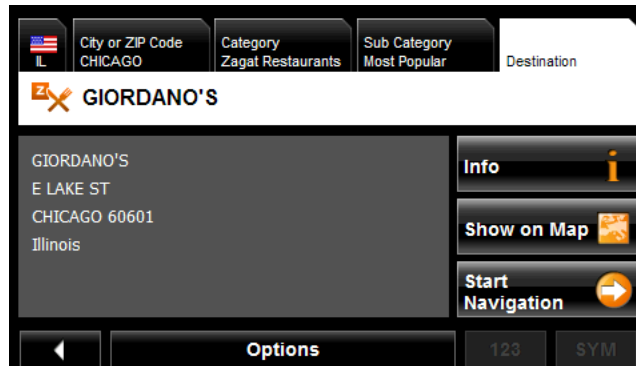 IL
City or ZIP Code
CHICAGO
Category
Zagat Restaurants
Sub Category
Most Popular
Destination
Z
GIORDANO'S
GIORDANO'S
E LAKE ST
CHICAGO 60601
Illinois
Info
i
Show on Map
Start
Navigation
Options
123
SYM